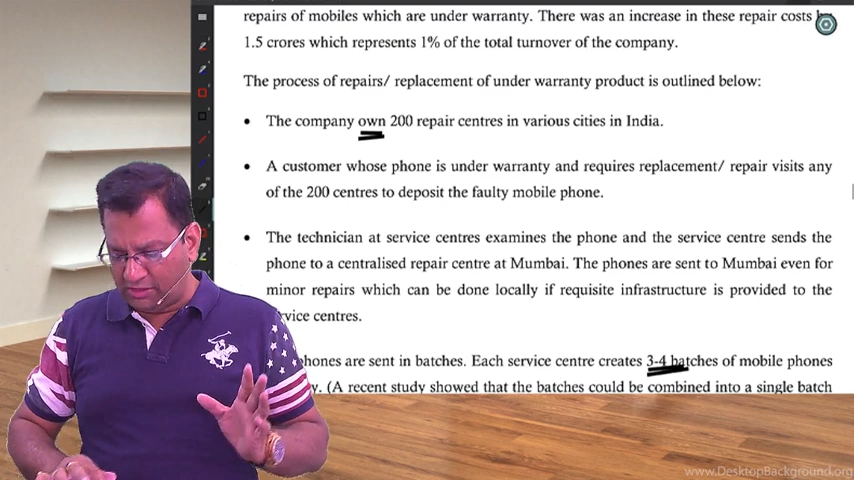 repairs of mobiles which are under warranty. There was an increase in these repair costs by
1.5 crores which represents 1% of the total turnover of the company.
The process of repairs/ replacement of under warranty product is outlined below:
• The company own 200 repair centres in various cities in India.
• A customer whose phone is under warranty and requires replacement/ repair visits any
of the 200 centres to deposit the faulty mobile phone.
• The technician at service centres examines the phone and the service centre sends the
phone to a centralised repair centre at Mumbai. The phones are sent to Mumbai even for
minor repairs which can be done locally if requisite infrastructure is provided to the
centres.
phones are sent in batches. Each service centre creates 3-4 batches of mobile phones
(A recent study showed that the batches could be combined into a single batch
www.DesktopBackground.org